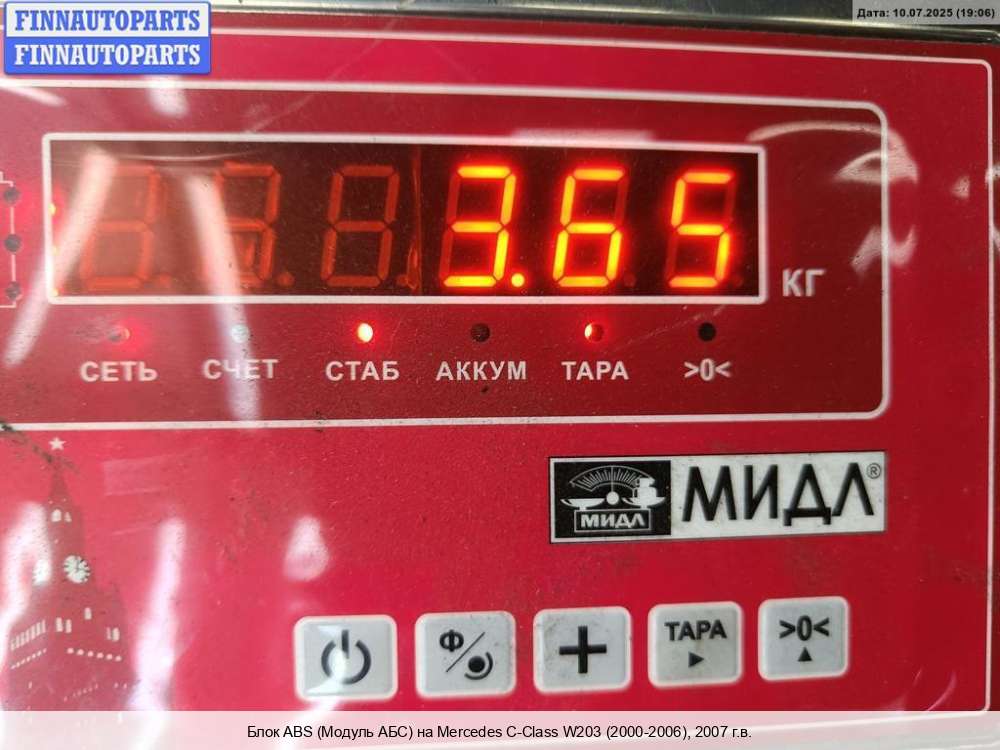 FINNAUTOPARTS
FINNAUTOPARTS
Дата: 10.07.2025 (19:06)
3.65
КГ
СЕТЬ СЧЕТ СТАБ АККУМ ТАРА >0<
МИДЛ МИДЛ®
Ф + ТАРА >0<
Блок ABS (Модуль АБС) на Mercedes C-Class W203 (2000-2006), 2007 г.в.